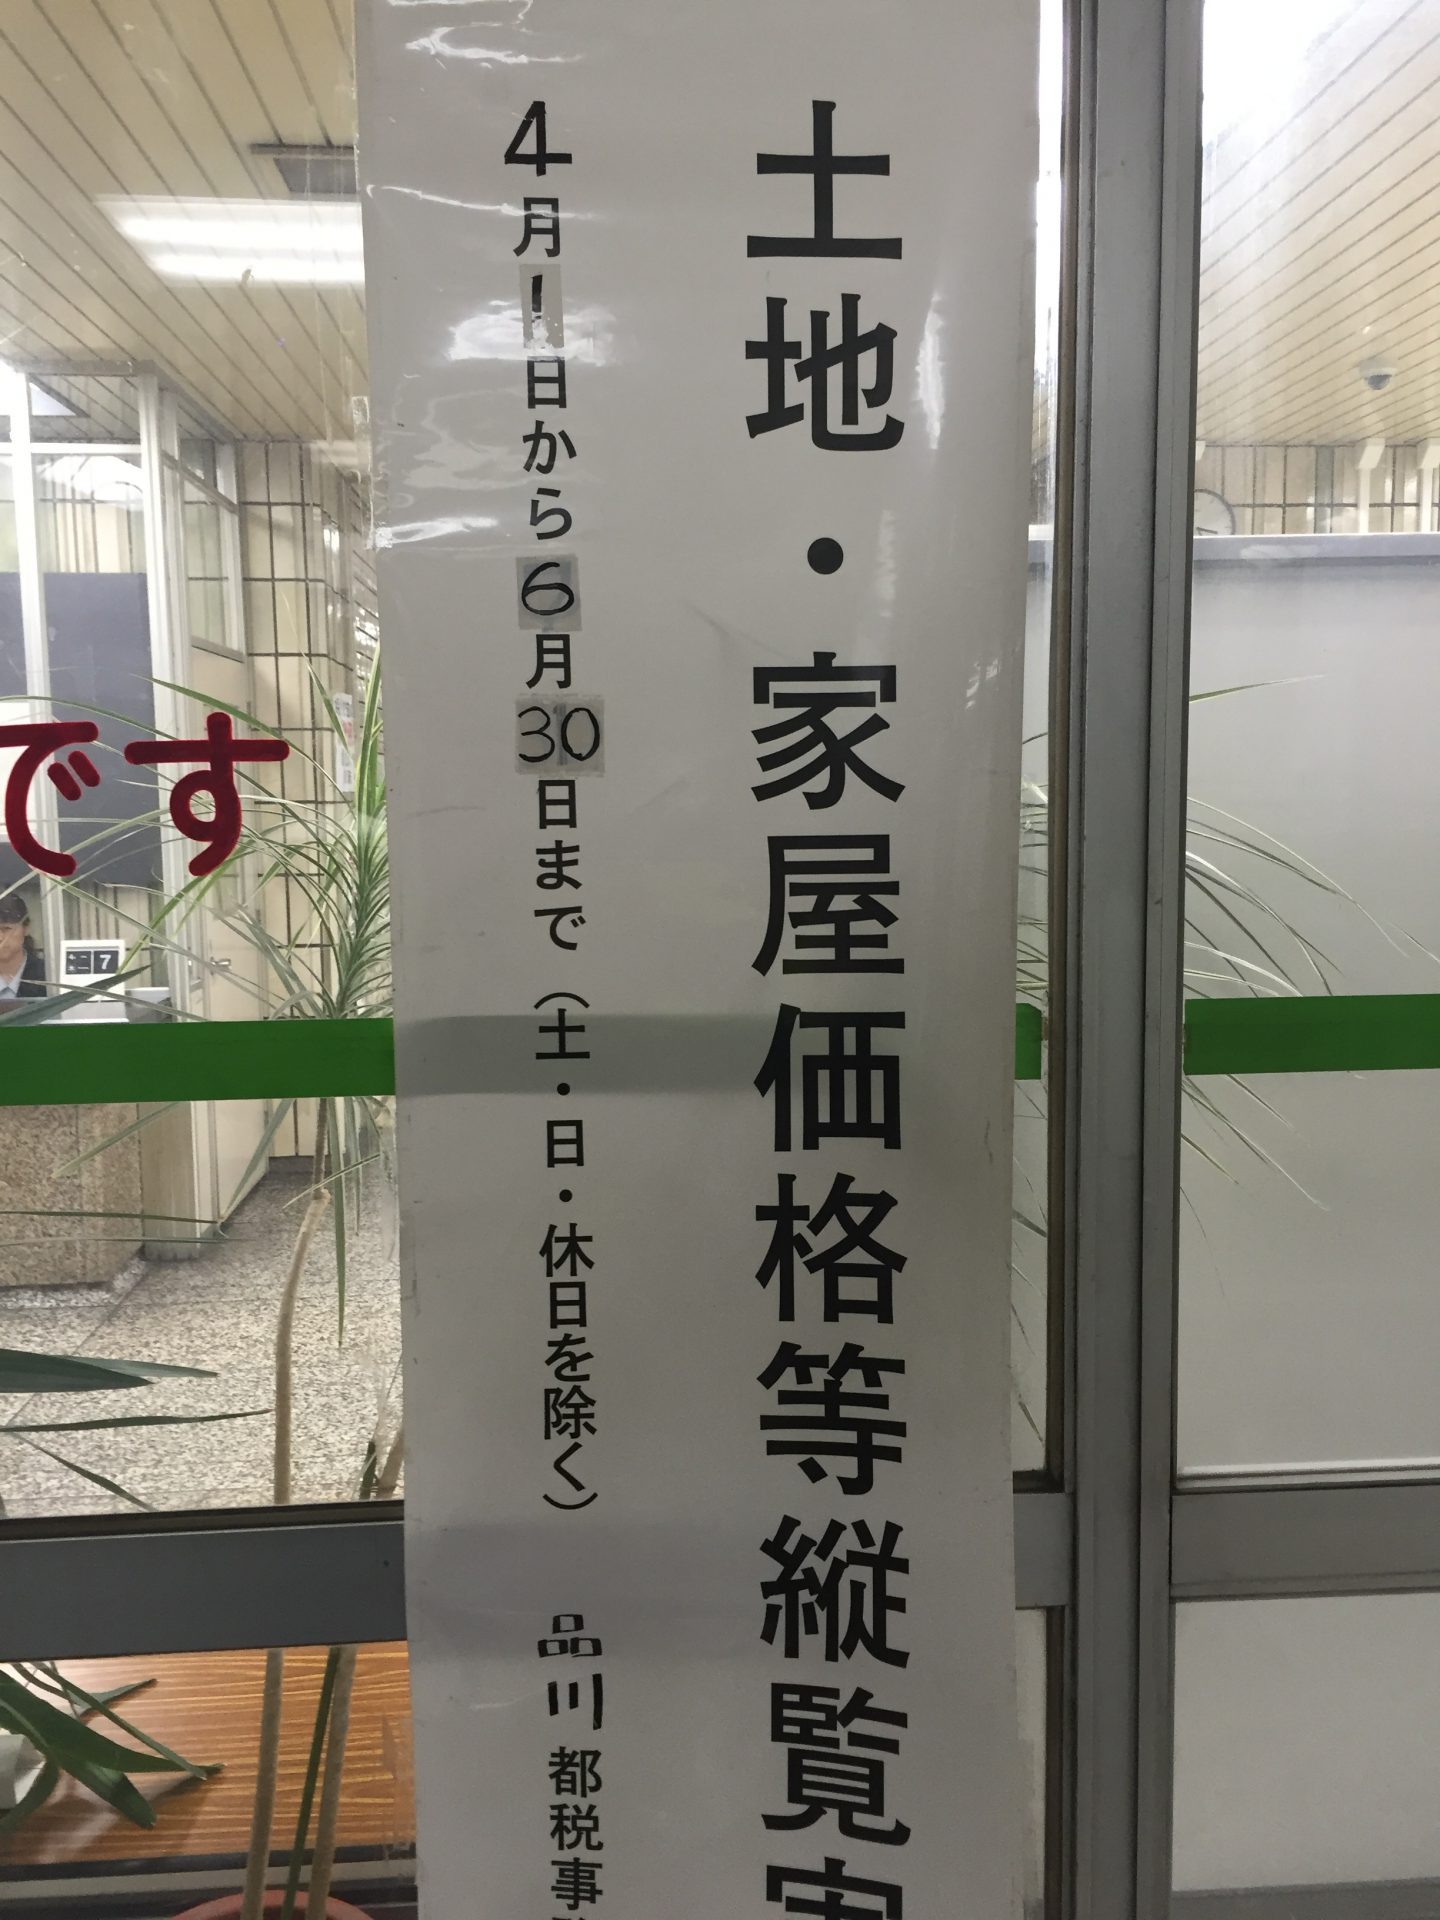 土地・家屋価格等縦覧
4月1日から6月30日まで（土・日・休日を除く） 品川都税事
です
7